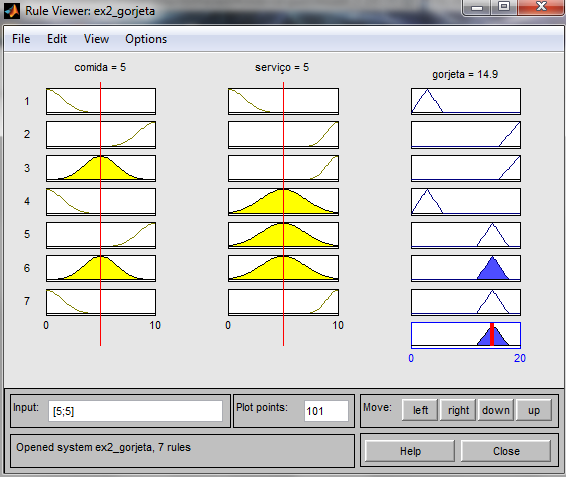 Rule Viewer: ex2_gorjeta
File Edit View Options
comida = 5 serviço = 5 gorjeta = 14.9
1
2
3
4
5
6
7
0 10 0 10
0 20
Input: [5;5] Plot points: 101 Move: left right down up
Opened system ex2_gorjeta, 7 rules Help Close